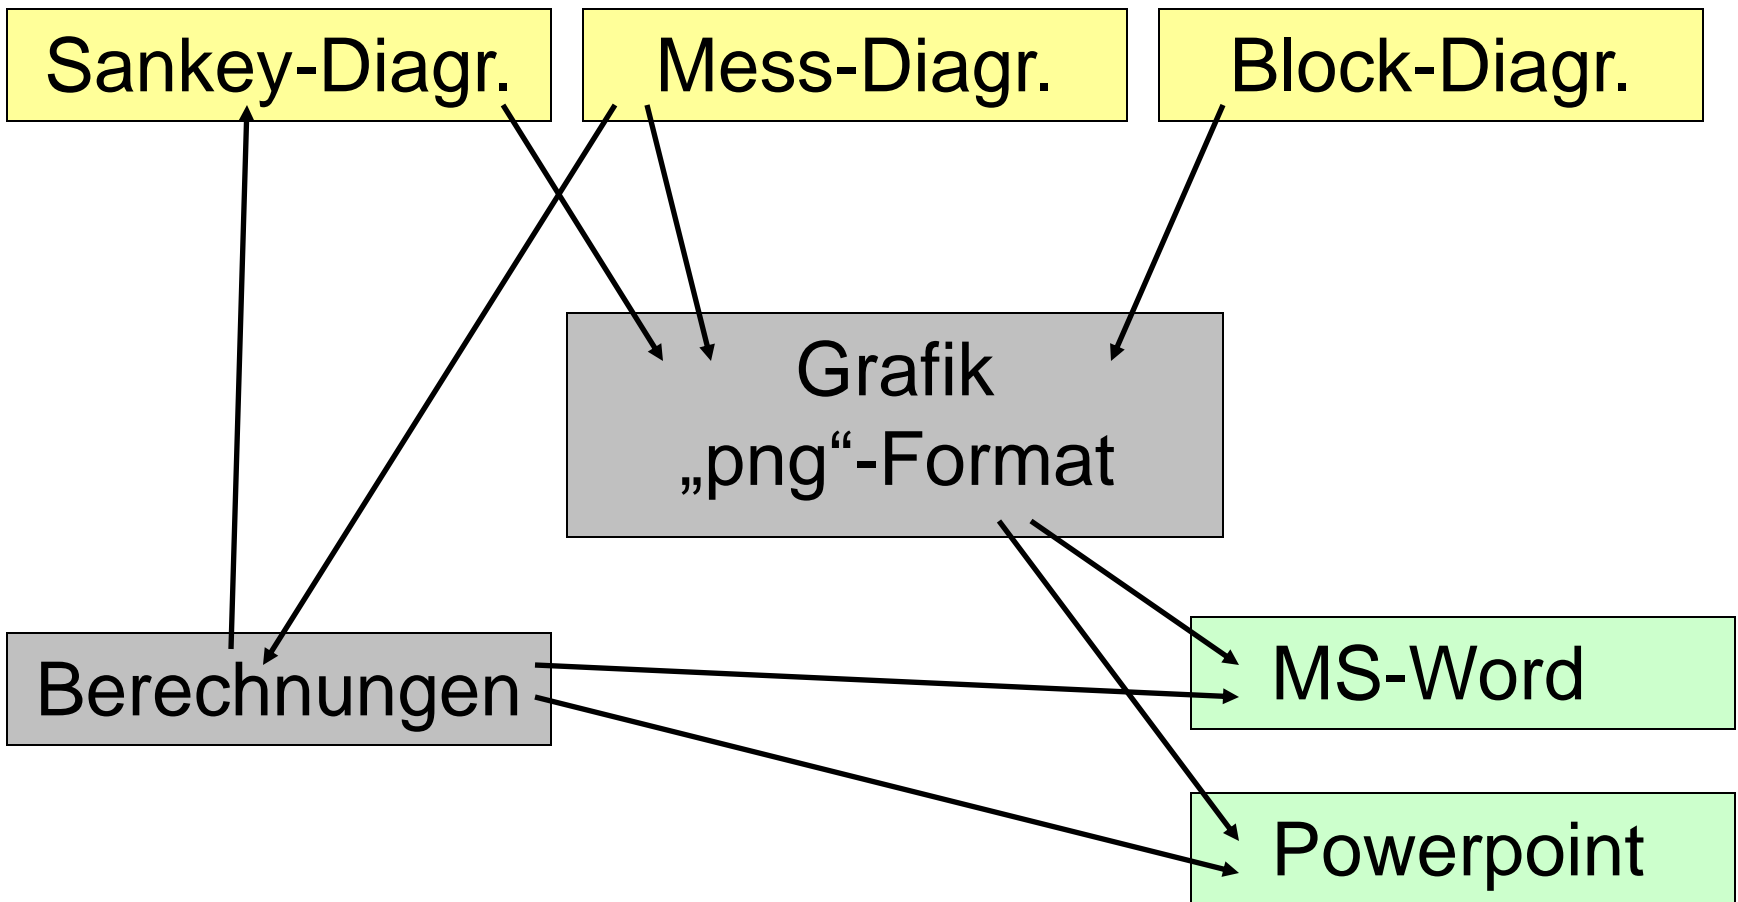 Sankey-Diagr.
Mess-Diagr.
Block-Diagr.
Grafik
„png“-Format
Berechnungen
MS-Word
Powerpoint